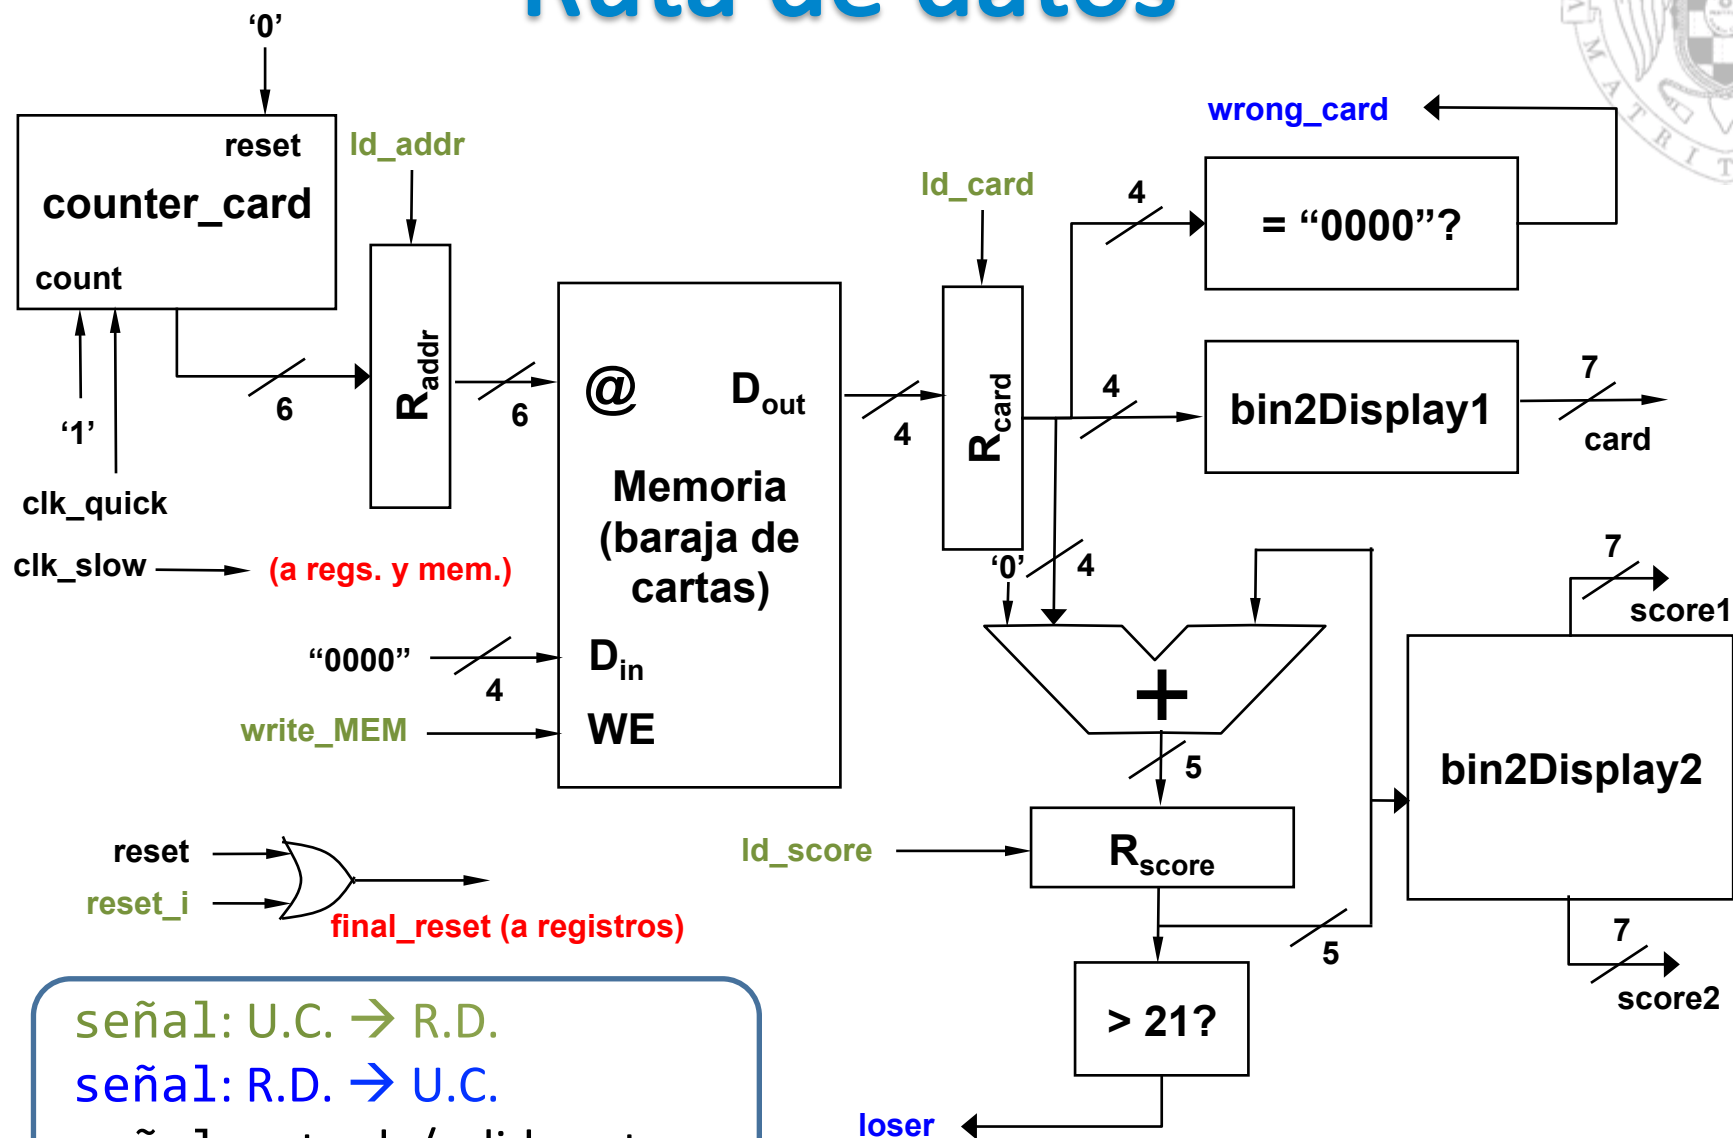 Ruta de datos
‘0’
reset
counter_card
count
‘1’
clk_quick
clk_slow
(a regs. y mem.)
ld_addr
6
R addr
6
@
D out
Memoria
(baraja de
cartas)
“0000”
4
D in
write_MEM
WE
4
ld_card
R card
4
= “0000”?
wrong_card
4
bin2Display1
7
card
‘0’
4
+
5
ld_score
R score
5
> 21?
loser
bin2Display2
7
score1
7
score2
reset
reset_i
final_reset (a registros)
señal: U.C. → R.D.
señal: R.D. → U.C.
MATRIT